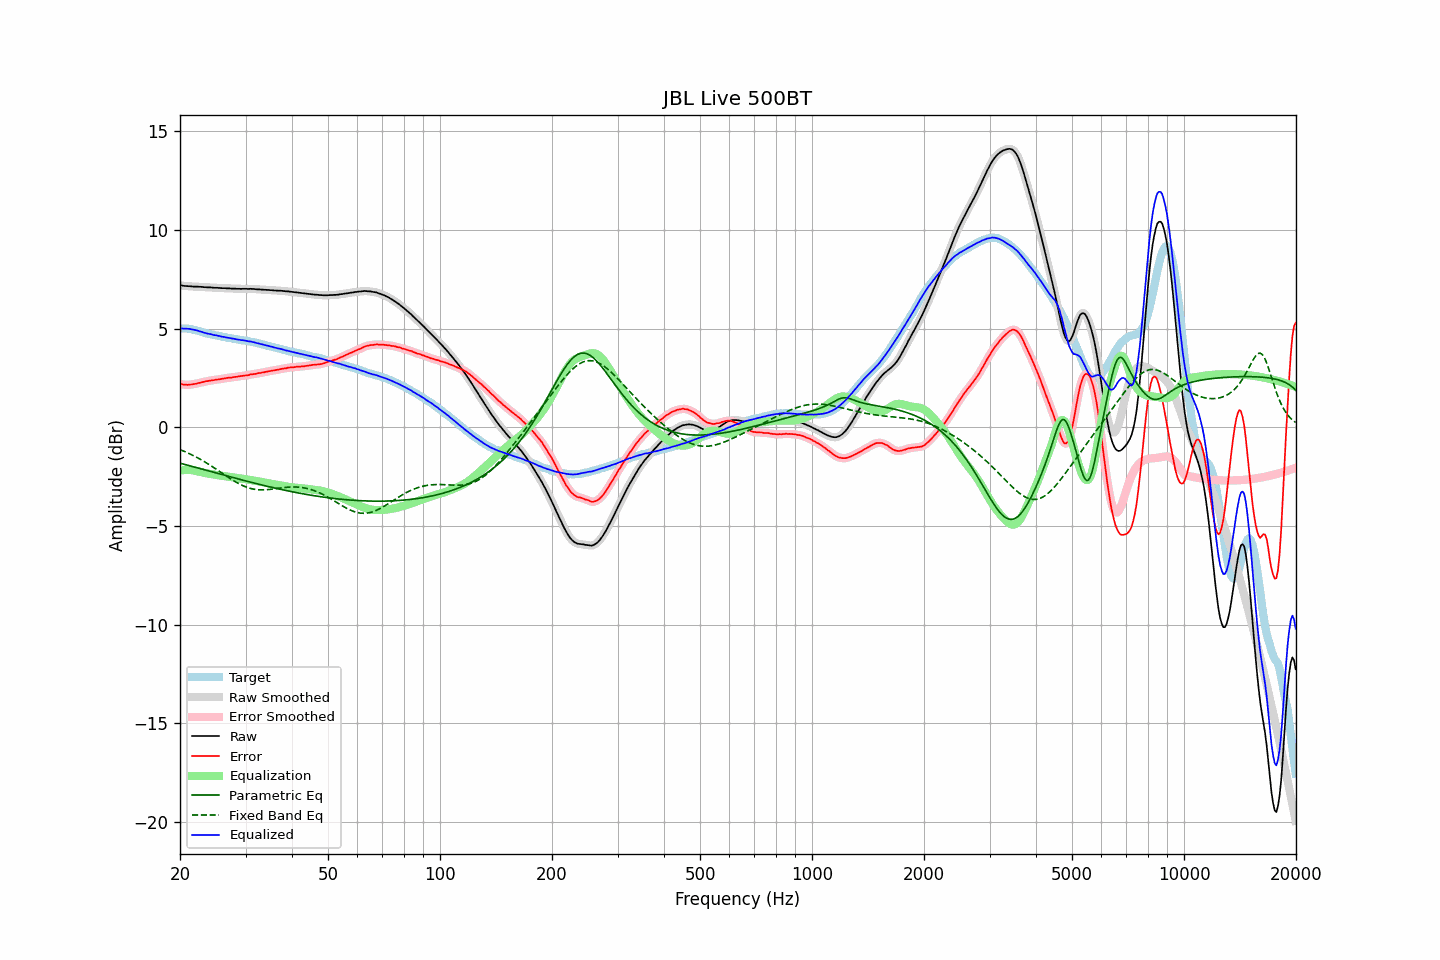 JBL Live 500BT
Amplitude (dBr)
15
10
5
0
−5
−10
−15
−20
Target
Raw Smoothed
Error Smoothed
Raw
Error
Equalization
Parametric Eq
Fixed Band Eq
Equalized
20 50 100 200 500 1000 2000 5000 10000 20000
Frequency (Hz)